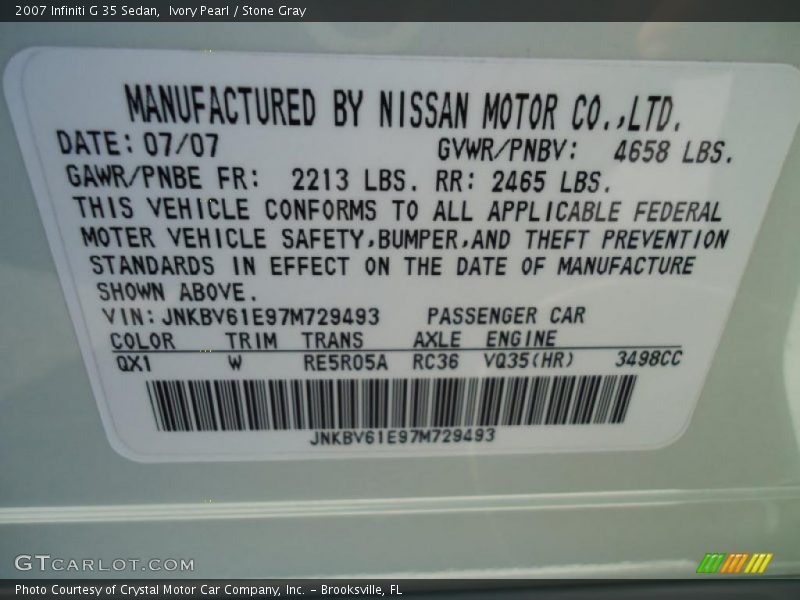 2007 Infiniti G 35 Sedan,  Ivory Pearl / Stone Gray
MANUFACTURED BY NISSAN MOTOR CO.,LTD.
DATE: 07/07 GVWR/PNBV: 4658 LBS.
GAWR/PNBE FR: 2213 LBS. RR: 2465 LBS.
THIS VEHICLE CONFORMS TO ALL APPLICABLE FEDERAL
MOTER VEHICLE SAFETY,BUMPER,AND THEFT PREVENTION
STANDARDS IN EFFECT ON THE DATE OF MANUFACTURE
SHOWN ABOVE.
VIN: JNKBV61E97M729493 PASSENGER CAR
COLOR TRIM TRANS AXLE ENGINE
QX1 W RE5R05A RC36 VQ35(HR) 3498CC
JNKBV61E97M729493
GTCARLOT.COM
Photo Courtesy of Crystal Motor Car Company, Inc. – Brooksville, FL